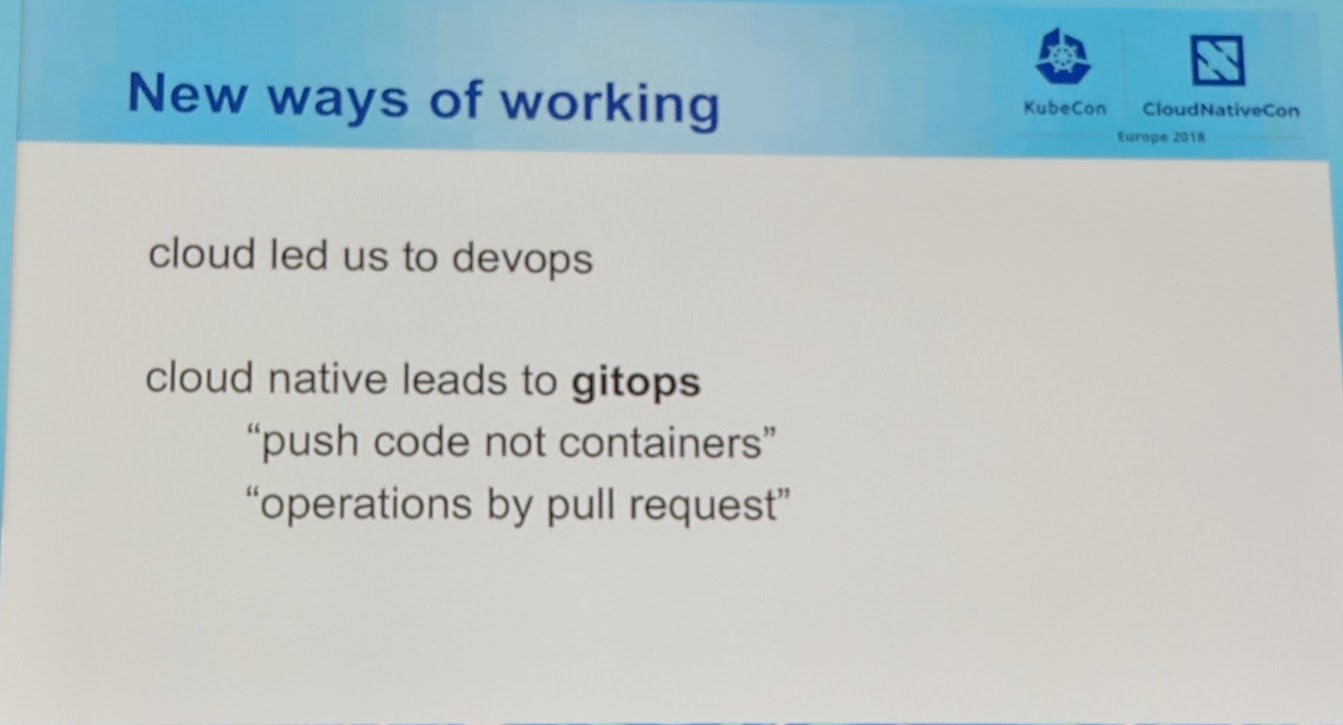 New ways of working
KubeCon
CloudNativeCon
Europe 2018
cloud led us to devops
cloud native leads to gitops
“push code not containers”
“operations by pull request”